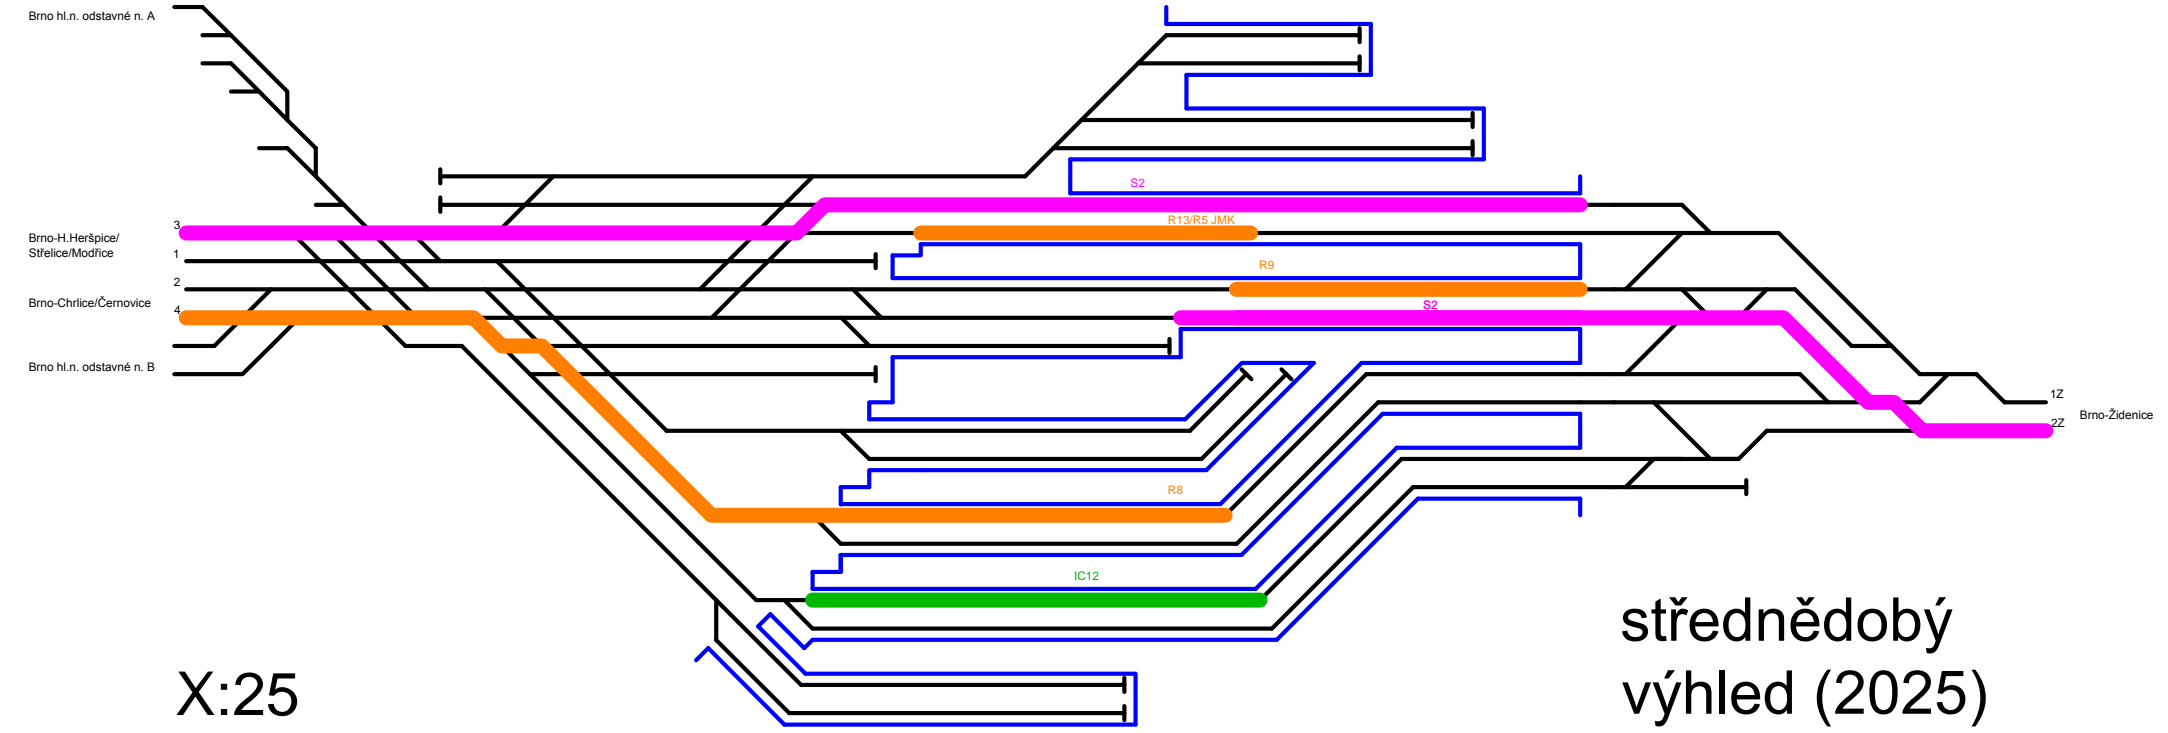 Brno hl.n. odstavné n. A
S2
3
R13/R5 JMK
Brno-H.Heršpice/
Střelice/Modřice
1
R9
2
Brno-Chrlice/Černovice
4
S2
Brno hl.n. odstavné n. B
1Z
Brno-Židenice
2Z
R8
IC12
střednědobý
výhled (2025)
X:25